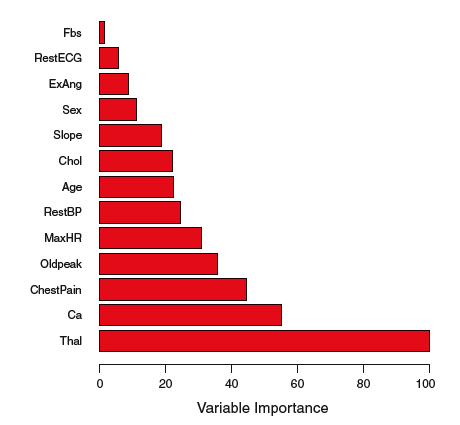 Fbs
RestECG
ExAng
Sex
Slope
Chol
Age
RestBP
MaxHR
Oldpeak
ChestPain
Ca
Thal
0 20 40 60 80 100
Variable Importance